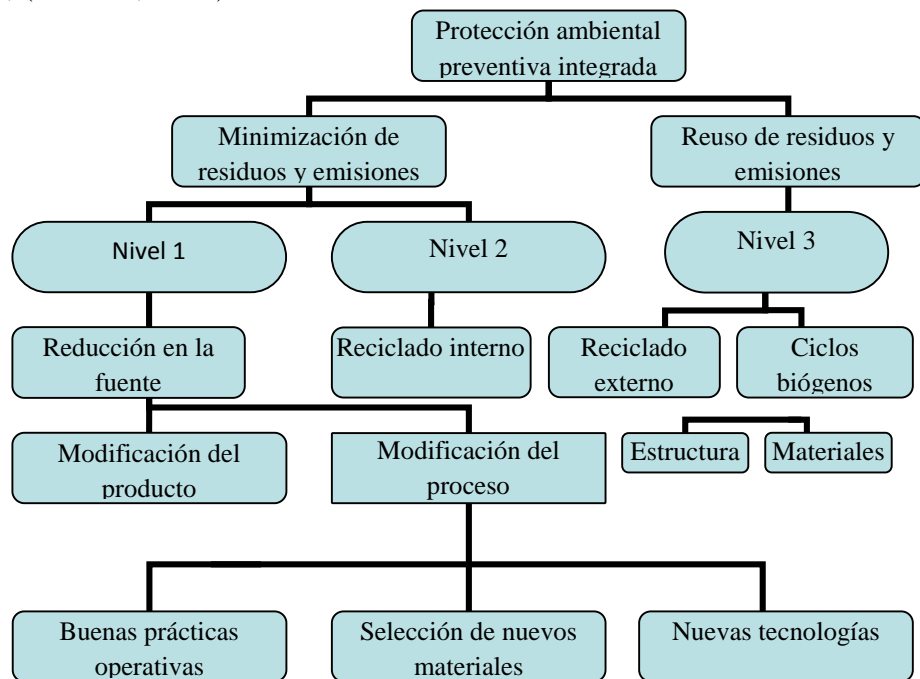 Protección ambiental
preventiva integrada
Minimización de
residuos y emisiones
Reuso de residuos y
emisiones
Nivel 1
Nivel 2
Nivel 3
Reducción en la
fuente
Reciclado interno
Reciclado
externo
Ciclos
biógenos
Modificación del
producto
Modificación del
proceso
Estructura
Materiales
Buenas prácticas
operativas
Selección de nuevos
materiales
Nuevas tecnologías